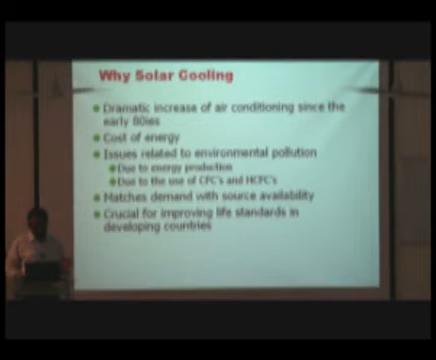 Why Solar Cooling
Dramatic increase of air conditioning since the
early 80ies
Cost of energy
Issues related to environmental pollution
Due to energy production
Due to the use of CFC's and HCFC's
Matches demand with source availability
Crucial for improving life standards in
developing countries